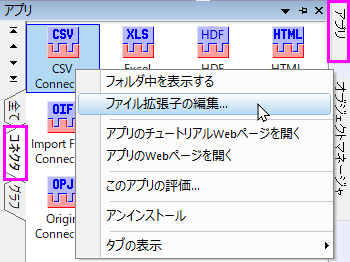 アプリ
CSV
XLS
HDF
HTML
CSV
Connec...
Excel
HDF
HTML
フォルダ中を表示する
ファイル拡張子の編集...
アプリのチュートリアルWebページを開く
アプリのWebページを開く
このアプリの評価...
アンインストール
タブの表示
OIF
Import F
OPJ
Origin
Conne
全て
コネクタ
グラフ
アプリ
オブジェクトマネージャ